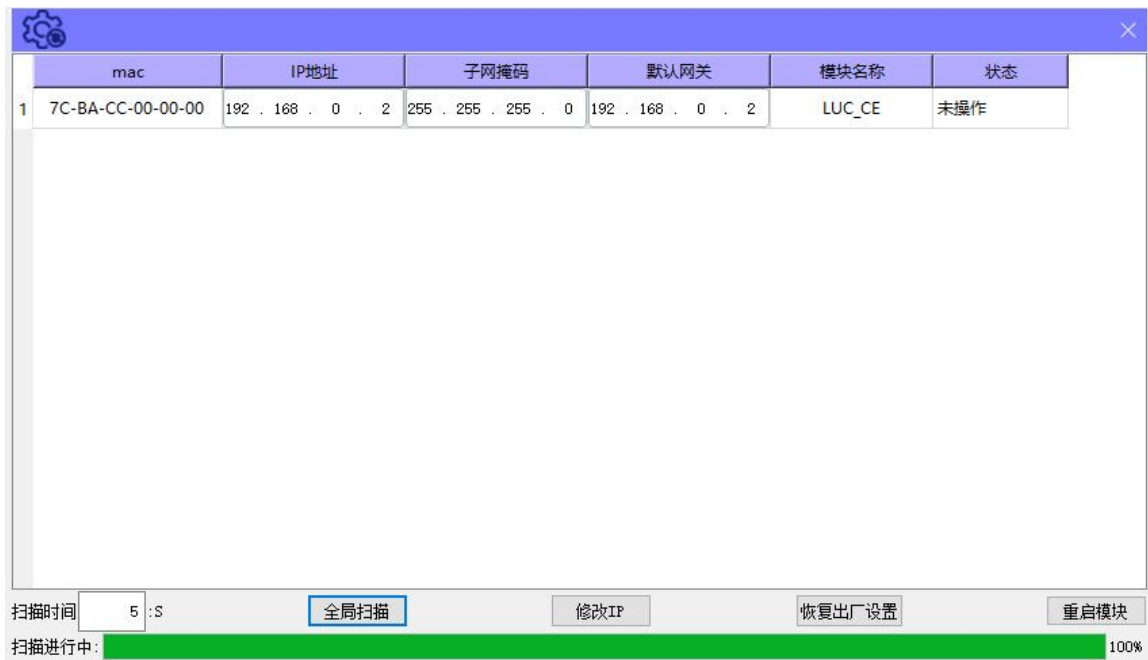 mac IP地址 子网掩码 默认网关 模块名称 状态
1 7C-BA-CC-00-00-00 192 . 168 . 0 . 2 255 . 255 . 255 . 0 192 . 168 . 0 . 2 LUC_CE 未操作
扫描时间 5 :S 全局扫描 修改IP 恢复出厂设置 重启模块
扫描进行中: 100%